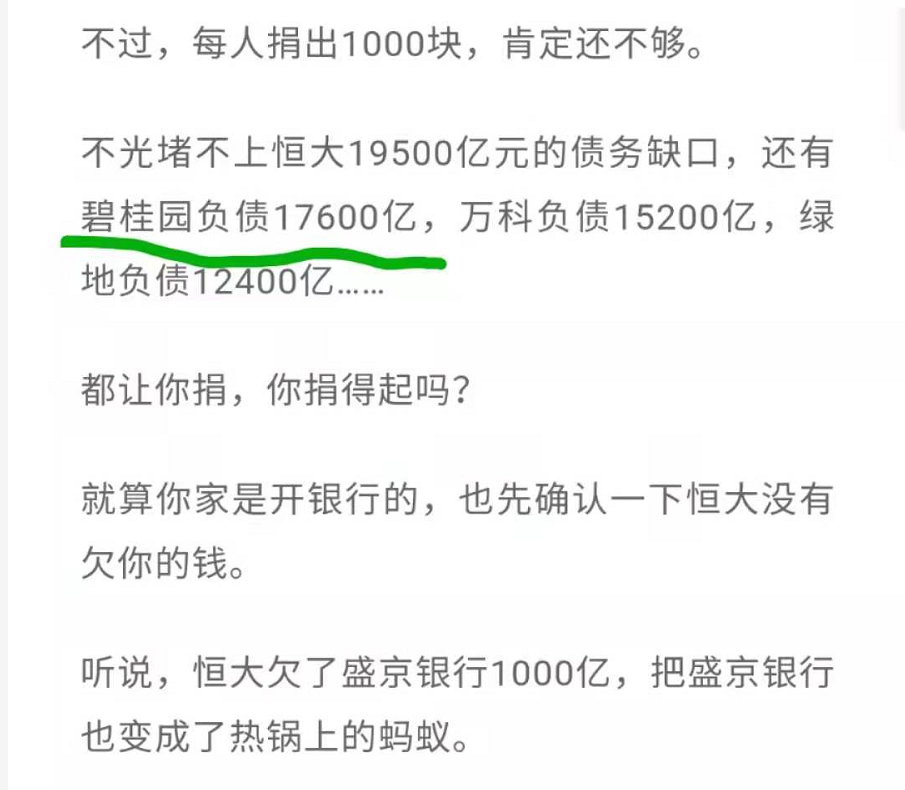 不过，每人捐出1000块，肯定还不够。
不光堵不上恒大19500亿元的债务缺口，还有
碧桂园负债17600亿，万科负债15200亿，绿
地负债12400亿……
都让你捐，你捐得起吗？
就算你家是开银行的，也先确认一下恒大没有
欠你的钱。
听说，恒大欠了盛京银行1000亿，把盛京银行
也变成了热锅上的蚂蚁。